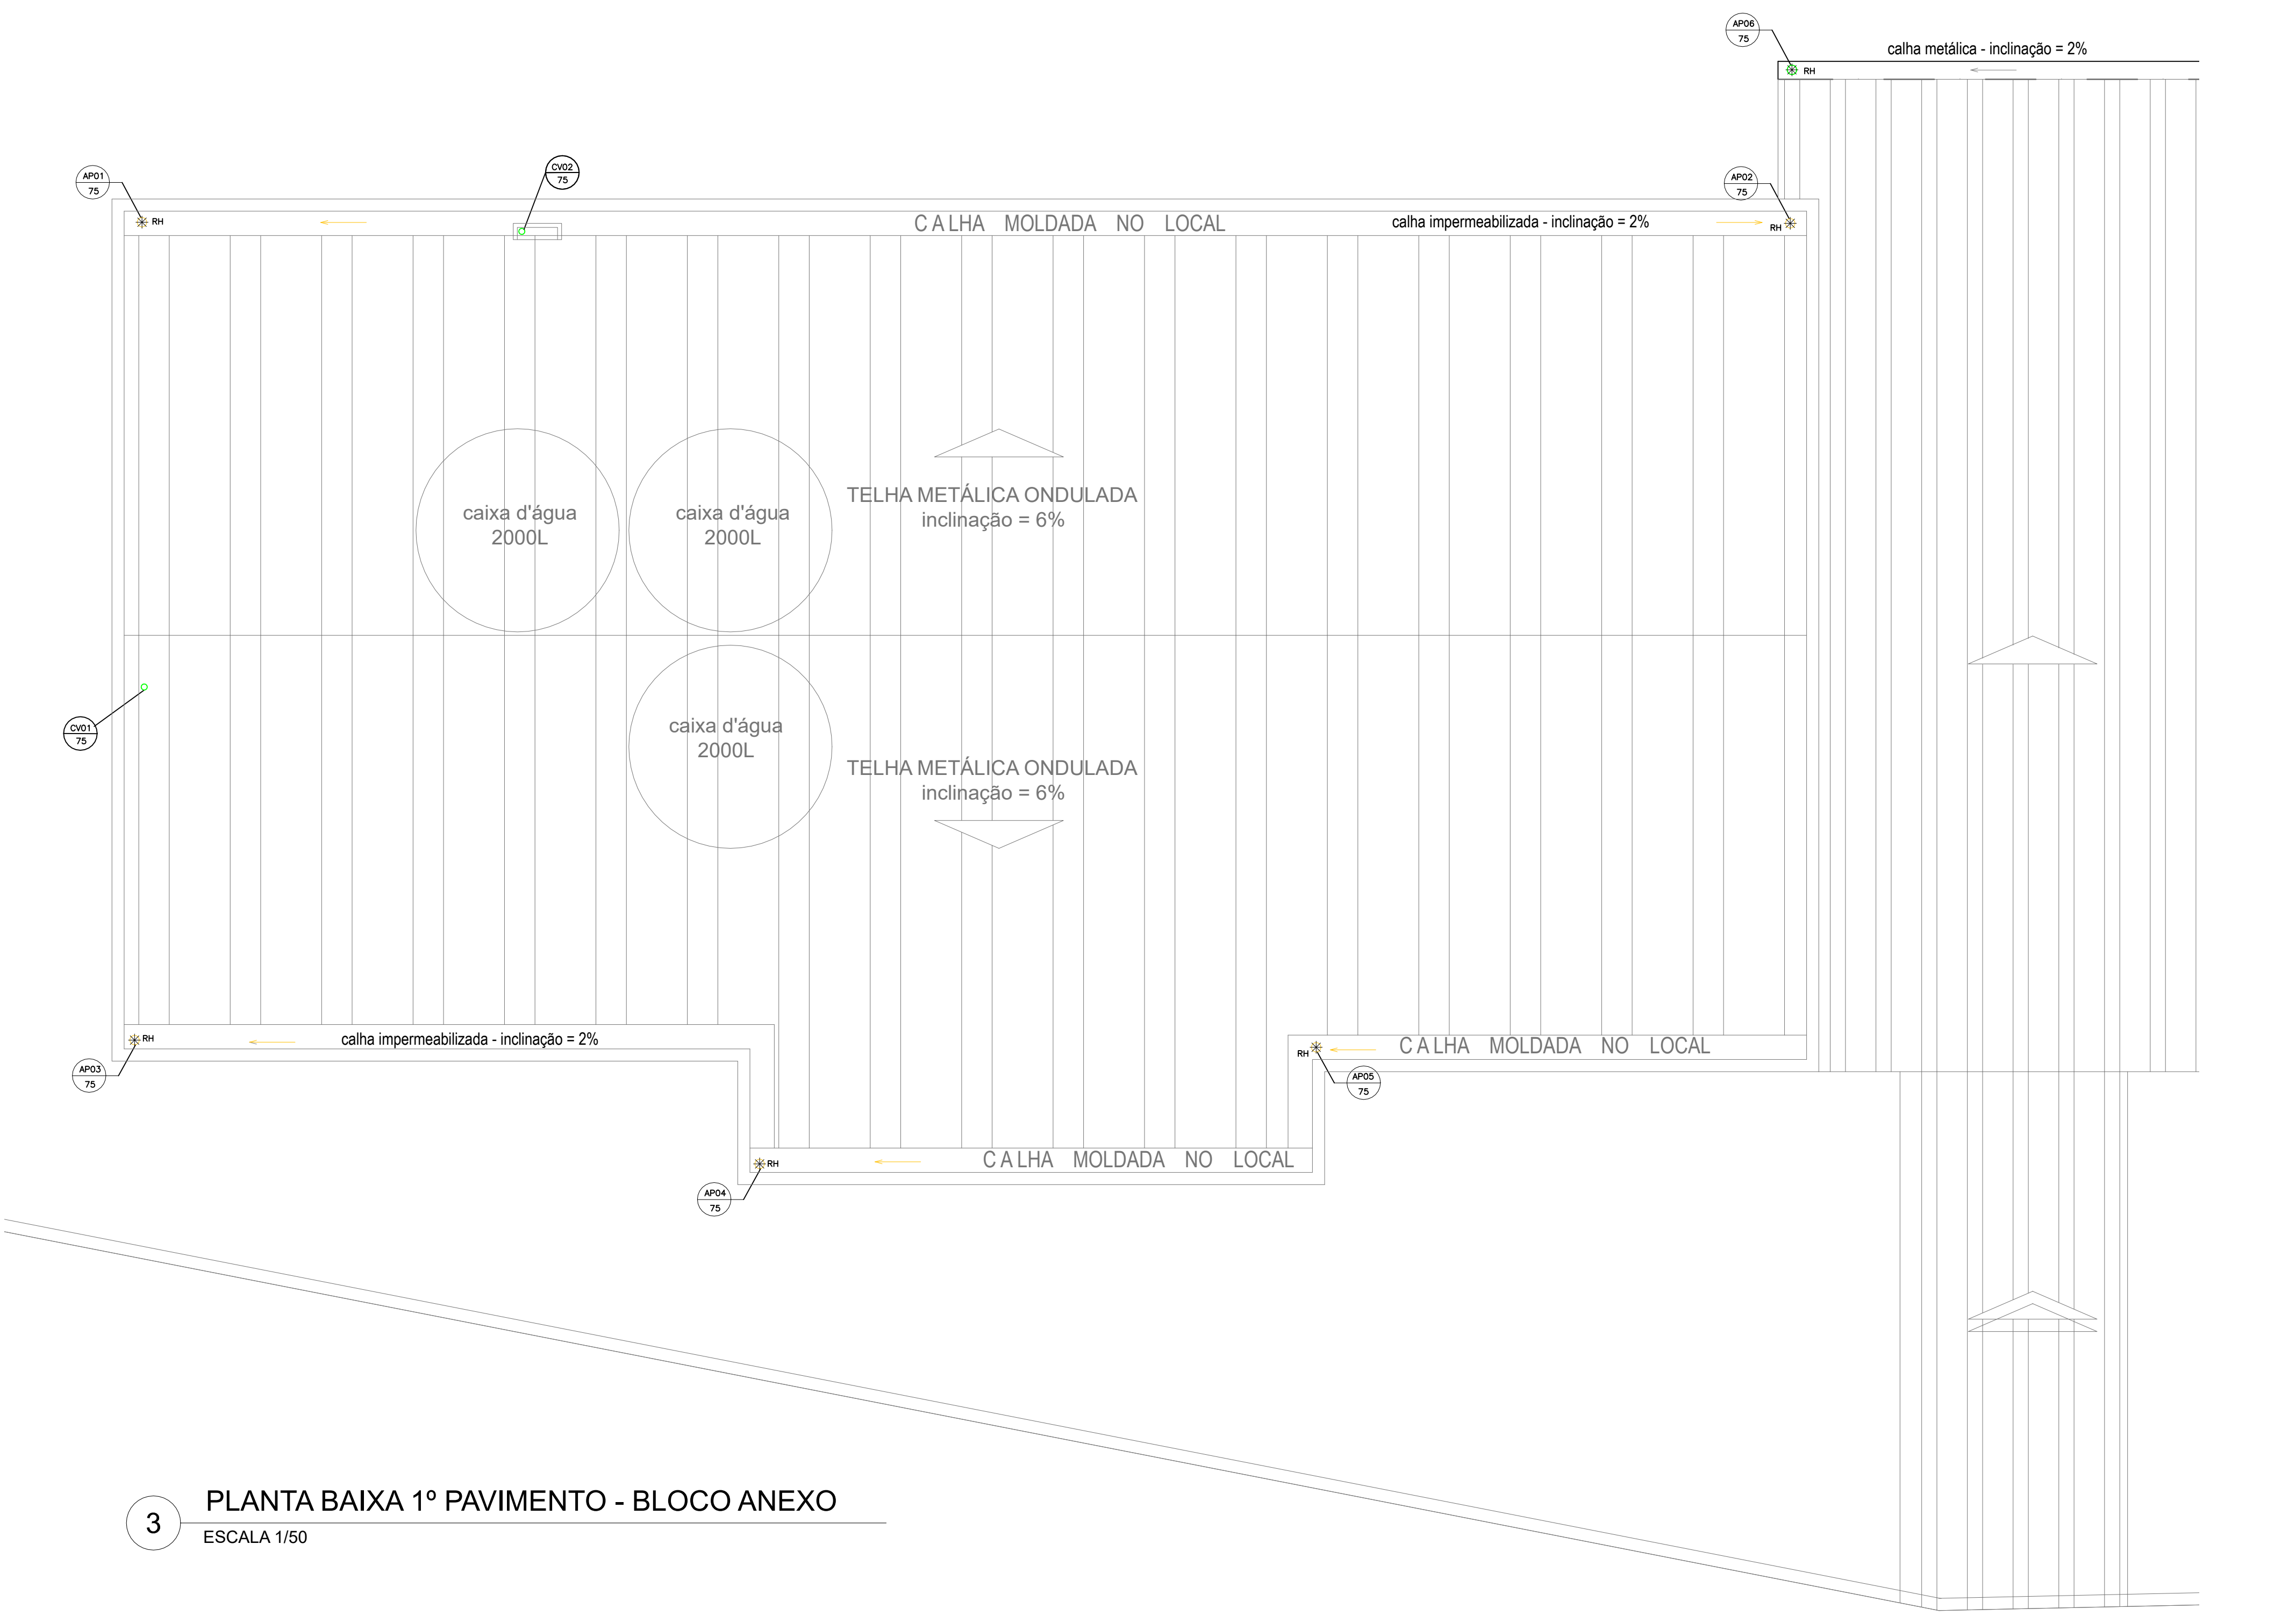 AP06
75
calha metálica - inclinação = 2%
RH
CV02
75
AP01
75
AP02
75
RH
CALHA MOLDADA NO LOCAL
calha impermeabilizada - inclinação = 2%
RH
caixa d'água
2000L
caixa d'água
2000L
TELHA METÁLICA ONDULADA
inclinação = 6%
CV01
75
caixa d'água
2000L
TELHA METÁLICA ONDULADA
inclinação = 6%
RH
calha impermeabilizada - inclinação = 2%
RH
CALHA MOLDADA NO LOCAL
AP03
75
AP05
75
RH
CALHA MOLDADA NO LOCAL
AP04
75
3
PLANTA BAIXA 1º PAVIMENTO - BLOCO ANEXO
ESCALA 1/50